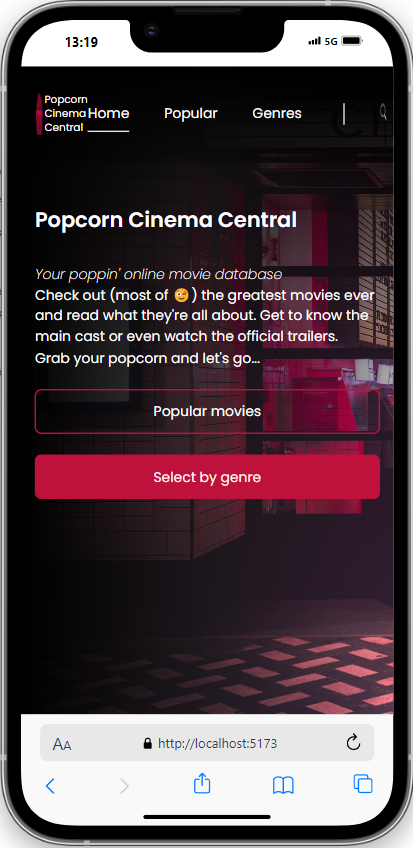 13:19
5G
Popcorn
Cinema
Central
Home Popular Genres
Popcorn Cinema Central
Your poppin' online movie database
Check out (most of 😉) the greatest movies ever
and read what they're all about. Get to know the
main cast or even watch the official trailers.
Grab your popcorn and let's go...
Popular movies
Select by genre
AA http://localhost:5173